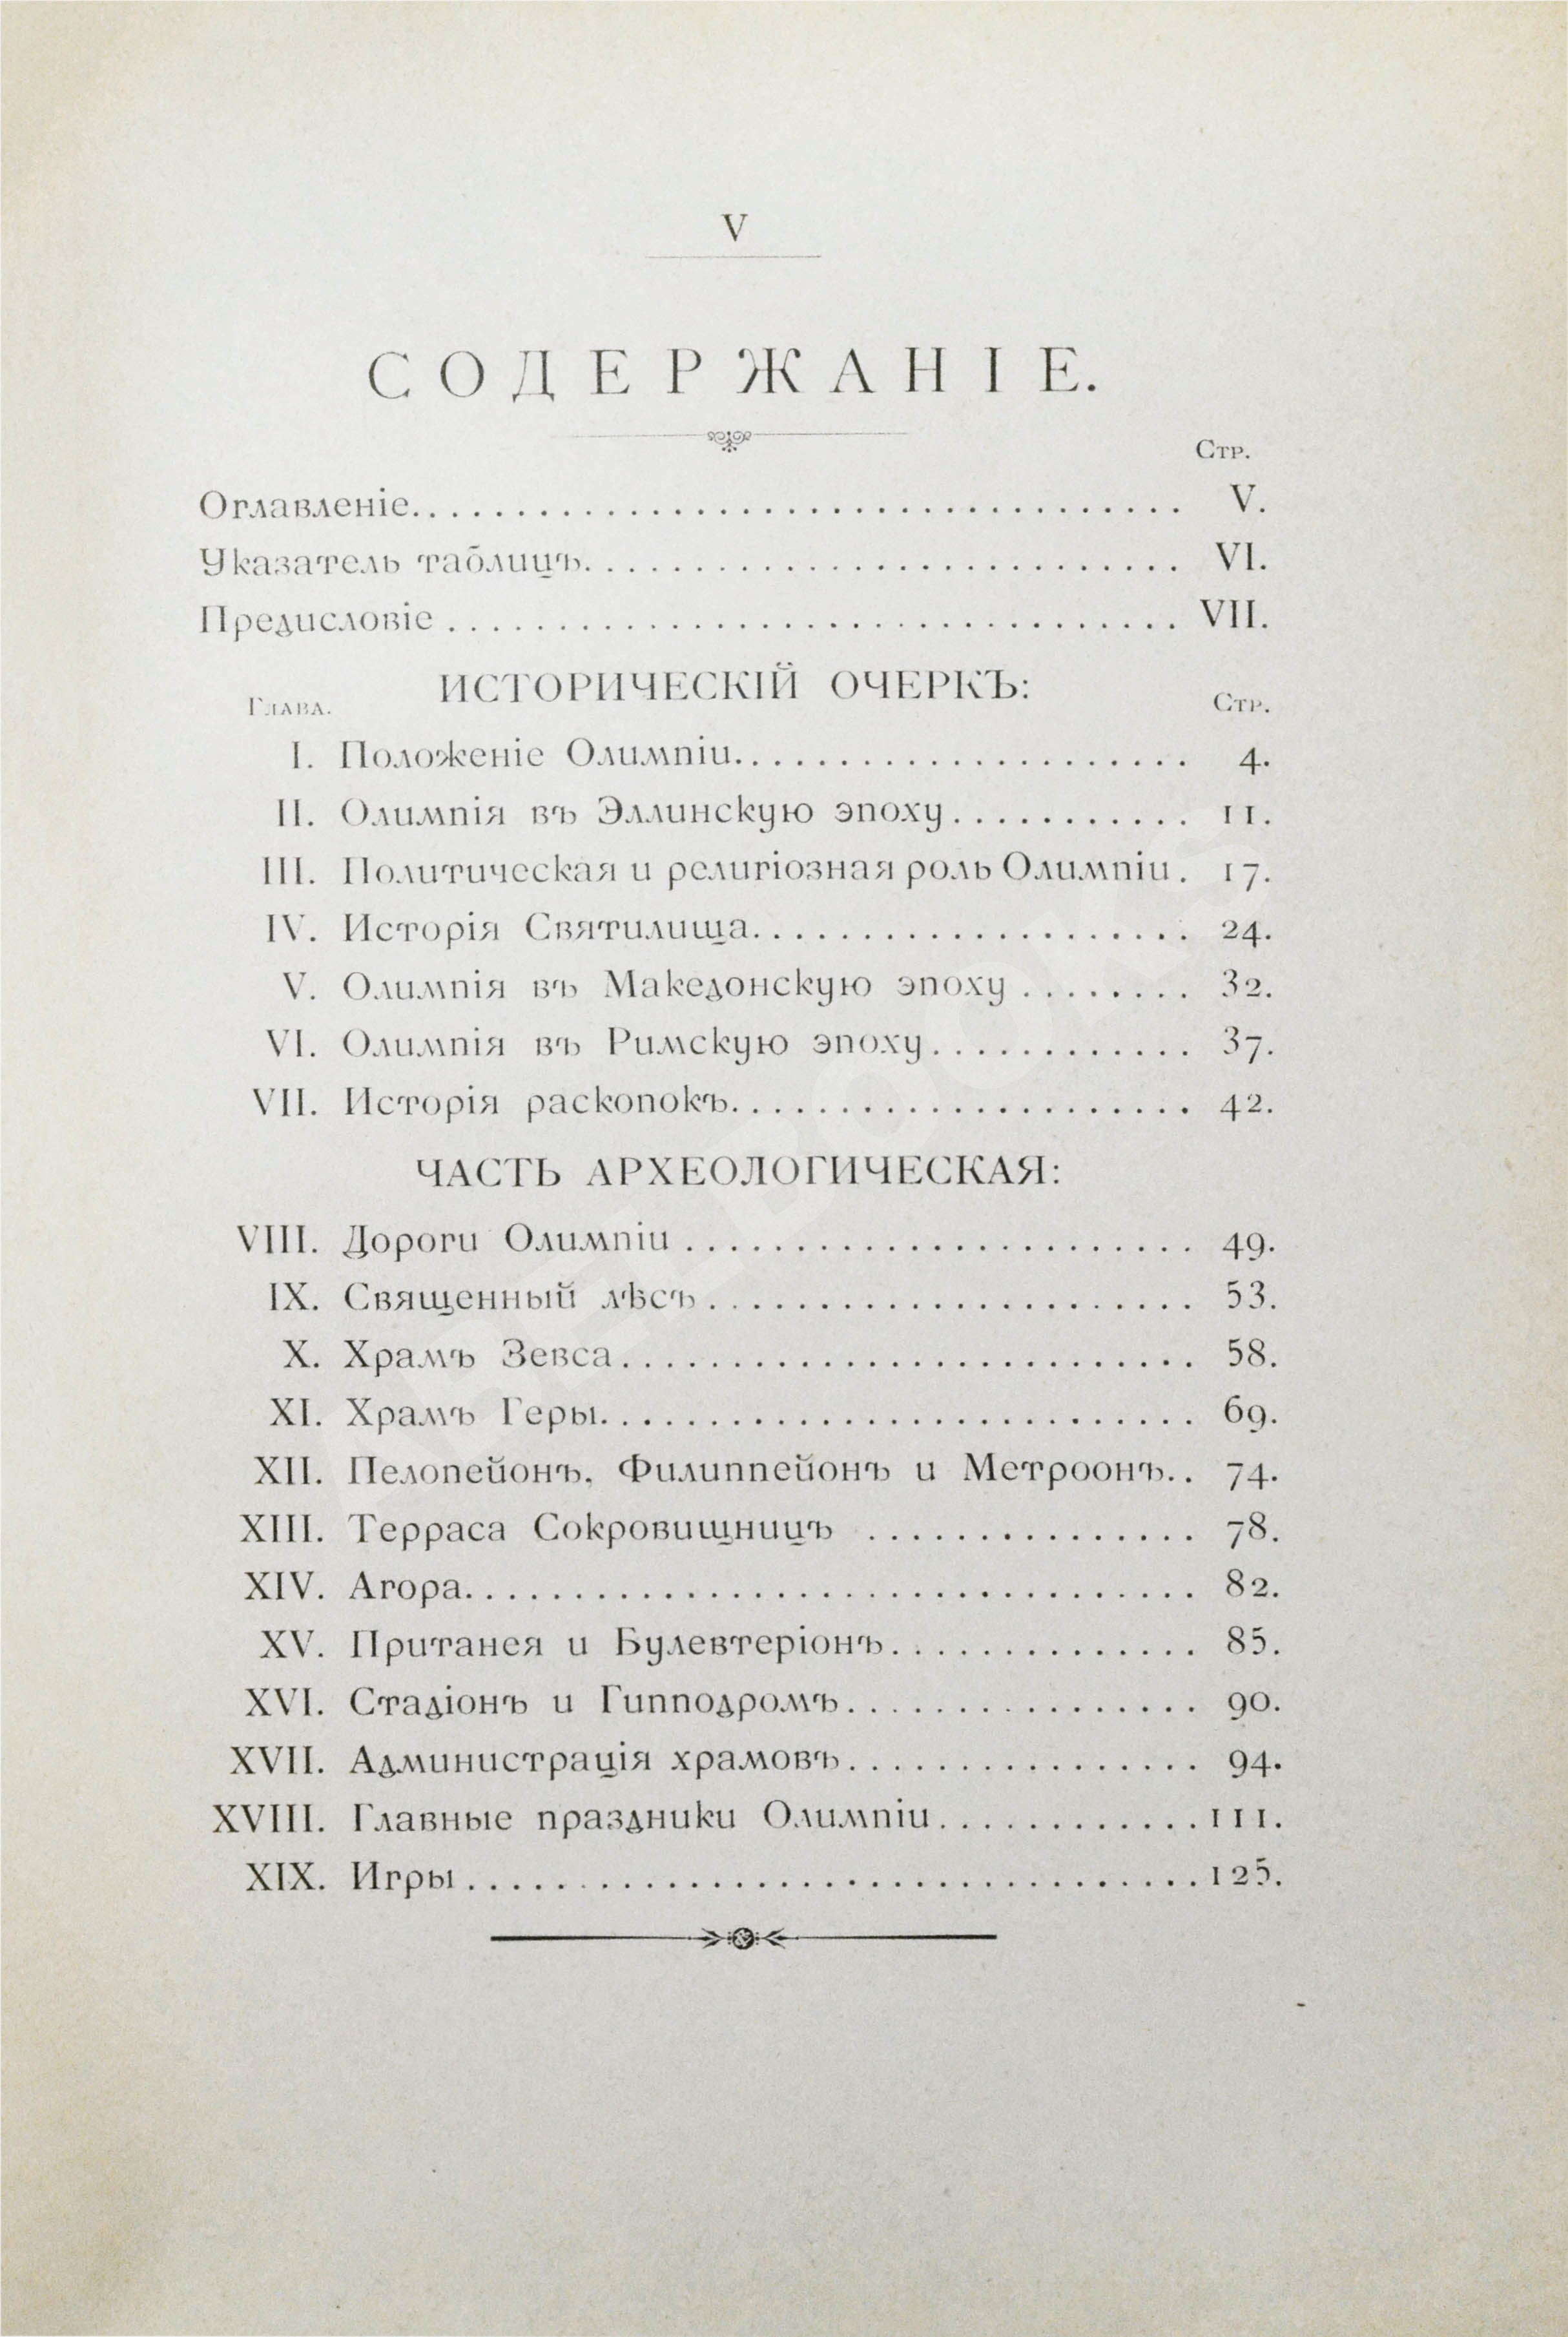 V
СОДЕРЖАНІЕ.
Стр.
Оглавленіе........................................ V.
Указатель таблицъ........................... VI.
Предисловіе ................................. VII.
ИСТОРИЧЕСКІЙ ОЧЕРКЪ:
Глава. Стр.
I. Положеніе Олимпіи..................... 4.
II. Олимпія въ Эллинскую эпоху........... 11.
III. Политическая и религіозная роль Олимпіи. 17.
IV. Исторія Святилища.................... 24.
V. Олимпія въ Македонскую эпоху ........ 32.
VI. Олимпія въ Римскую эпоху............ 37.
VII. Исторія раскопокъ..................... 42.
ЧАСТЬ АРХЕОЛОГИЧЕСКАЯ:
VIII. Дороги Олимпіи ....................... 49.
IX. Священный лѣсъ...................... 53.
X. Храмъ Зевса.......................... 58.
XI. Храмъ Геры........................... 69.
XII. Пелопейонъ, Филиппейонъ и Метроонъ.. 74.
XIII. Терраса Сокровищницъ ............... 78.
XIV. Агора................................. 82.
XV. Пританея и Булевтеріонъ.............. 85.
XVI. Стадіонъ и Гипподромъ................ 90.
XVII. Администрація храмовъ................ 94.
XVIII. Главные праздники Олимпіи............ 111.
XIX. Игры................................. 125.